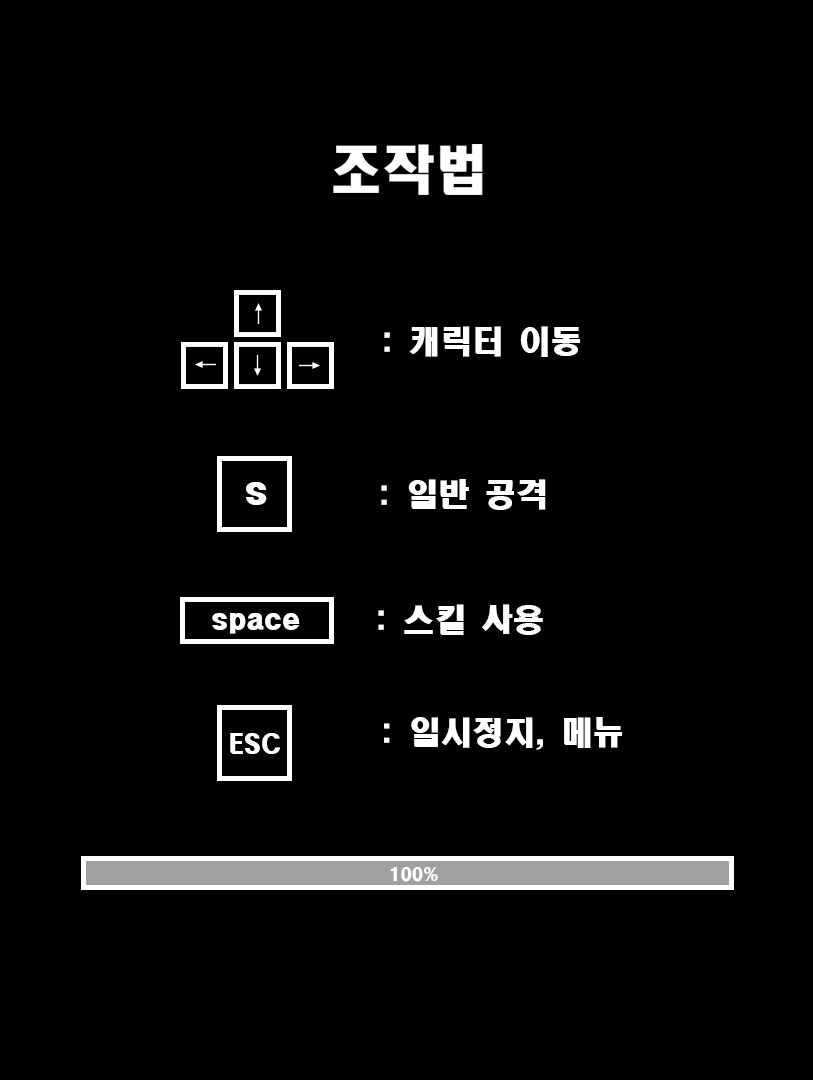 조작법
↑
← ↓ → : 캐릭터 이동
S : 일반 공격
space : 스킬 사용
ESC : 일시정지, 메뉴
100%